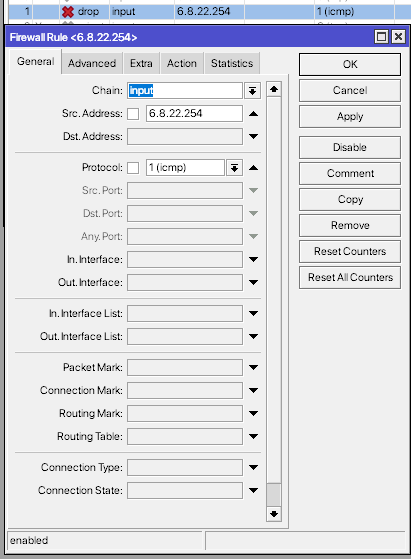 1 drop input 6.8.22.254 1 (icmp)
Firewall Rule <6.8.22.254>
General Advanced Extra Action Statistics
Chain: input
Src. Address: 6.8.22.254
Dst. Address:
Protocol: 1 (icmp)
Src. Port:
Dst. Port:
Any. Port:
In. Interface:
Out. Interface:
In. Interface List:
Out. Interface List:
Packet Mark:
Connection Mark:
Routing Mark:
Routing Table:
Connection Type:
Connection State:
OK
Cancel
Apply
Disable
Comment
Copy
Remove
Reset Counters
Reset All Counters
enabled